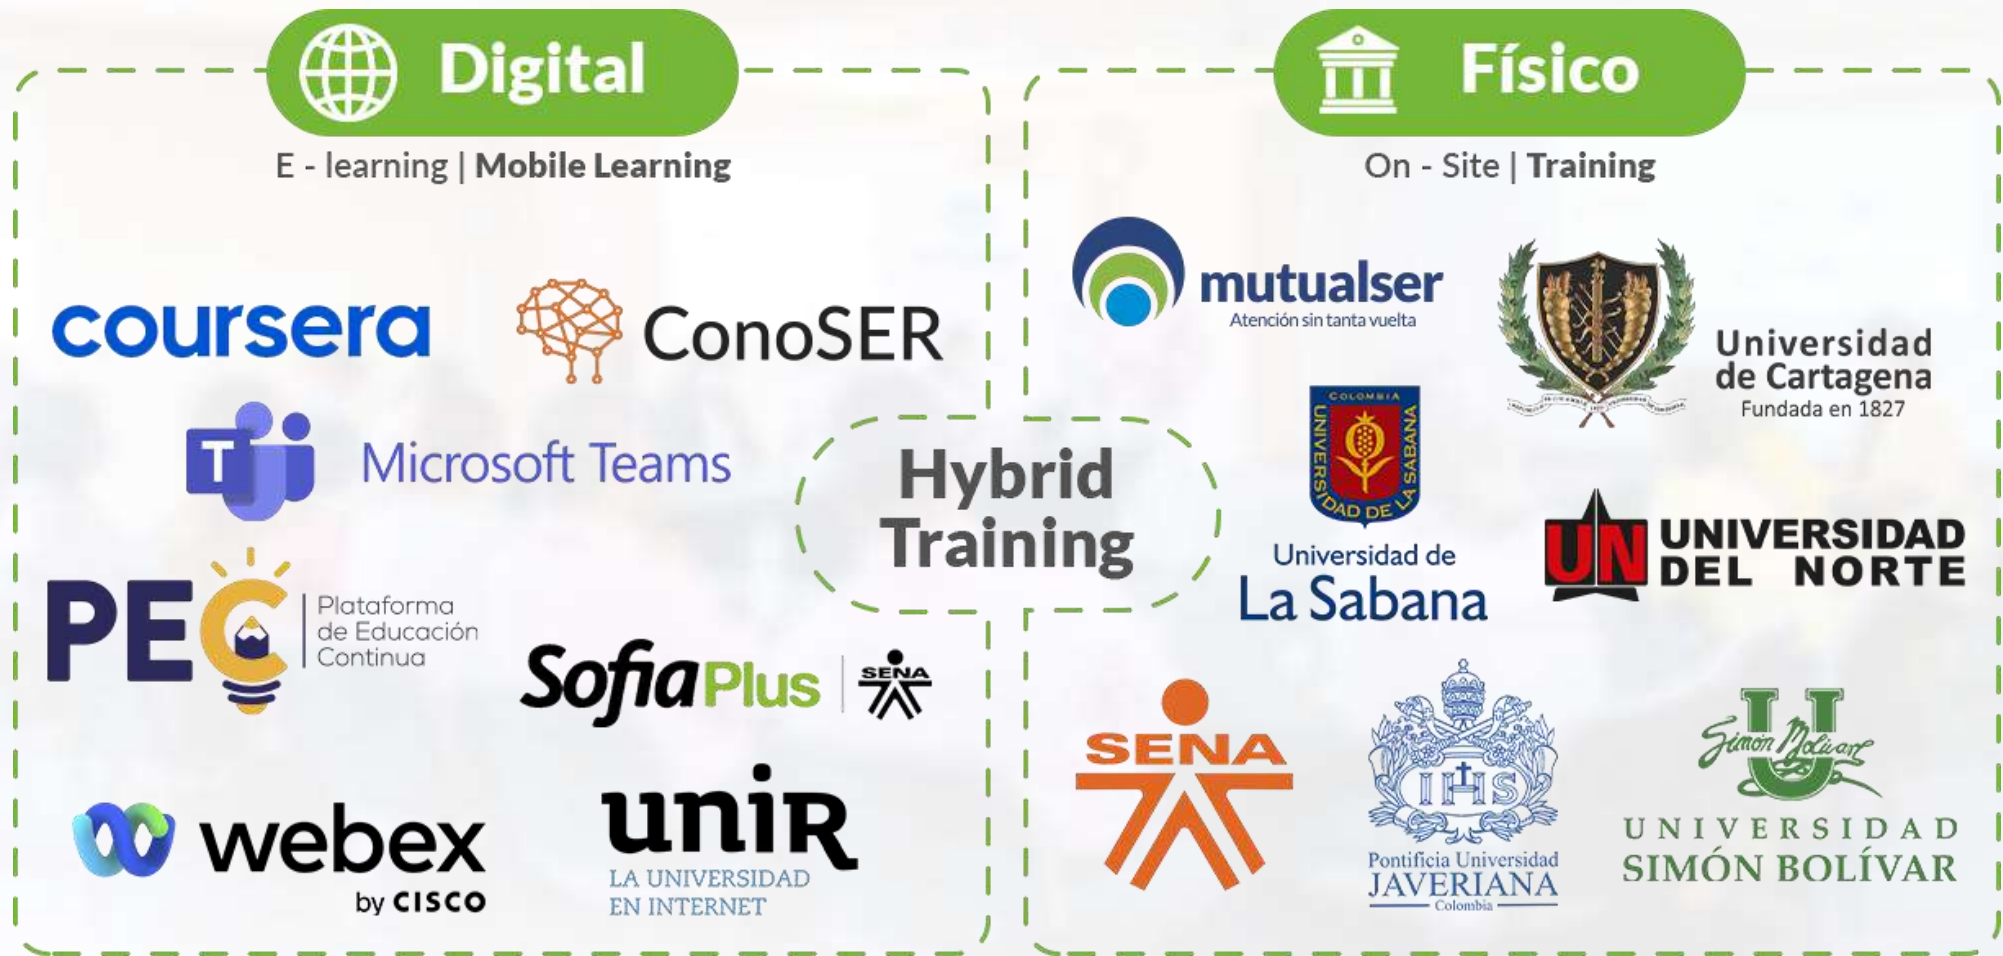 Digital
E - learning | Mobile Learning
coursera
ConoSER
T
Microsoft Teams
PEC
Plataforma
de Educación
Continua
SofiaPlus
SENA
webex
by CISCO
uniR
LA UNIVERSIDAD
EN INTERNET
Hybrid
Training
Físico
On - Site | Training
mutualser
Atención sin tanta vuelta
Universidad
de Cartagena
Fundada en 1827
COLOMBIA
UNIVERSIDAD DE LA SABANA
Universidad de
La Sabana
UN
UNIVERSIDAD
DEL NORTE
SENA
IHS
Pontificia Universidad
JAVERIANA
Colombia
U
Simón Bolívar
UNIVERSIDAD
SIMÓN BOLÍVAR